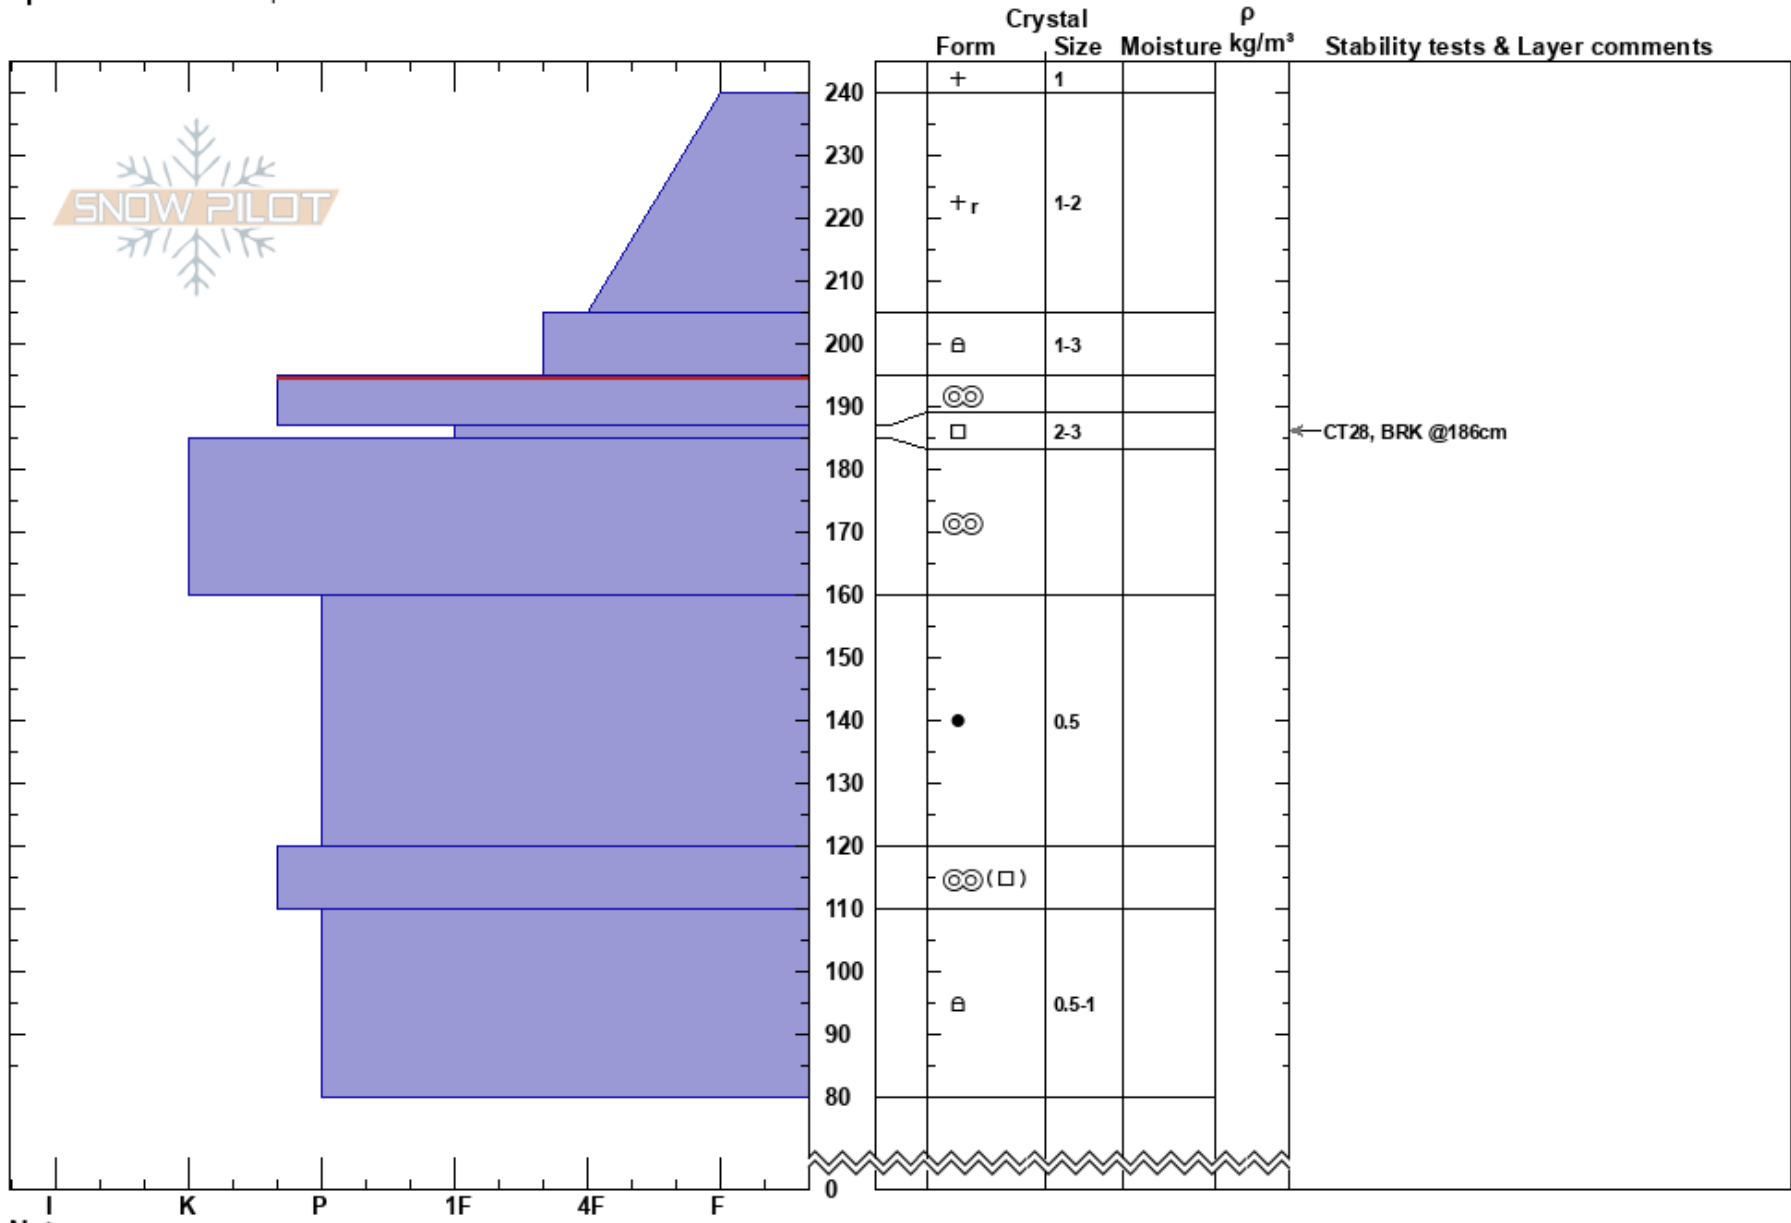 Crystal
ρ
Form Size Moisture kg/m³ Stability tests & Layer comments
240 + 1
230
SNOW PILOT
220 + r 1-2
210
200 1-3
190
2-3 CT28, BRK @186cm
180
170
160
150
140 0.5
130
120
( )
110
100
0.5-1
90
80
0
I K P 1F 4F F